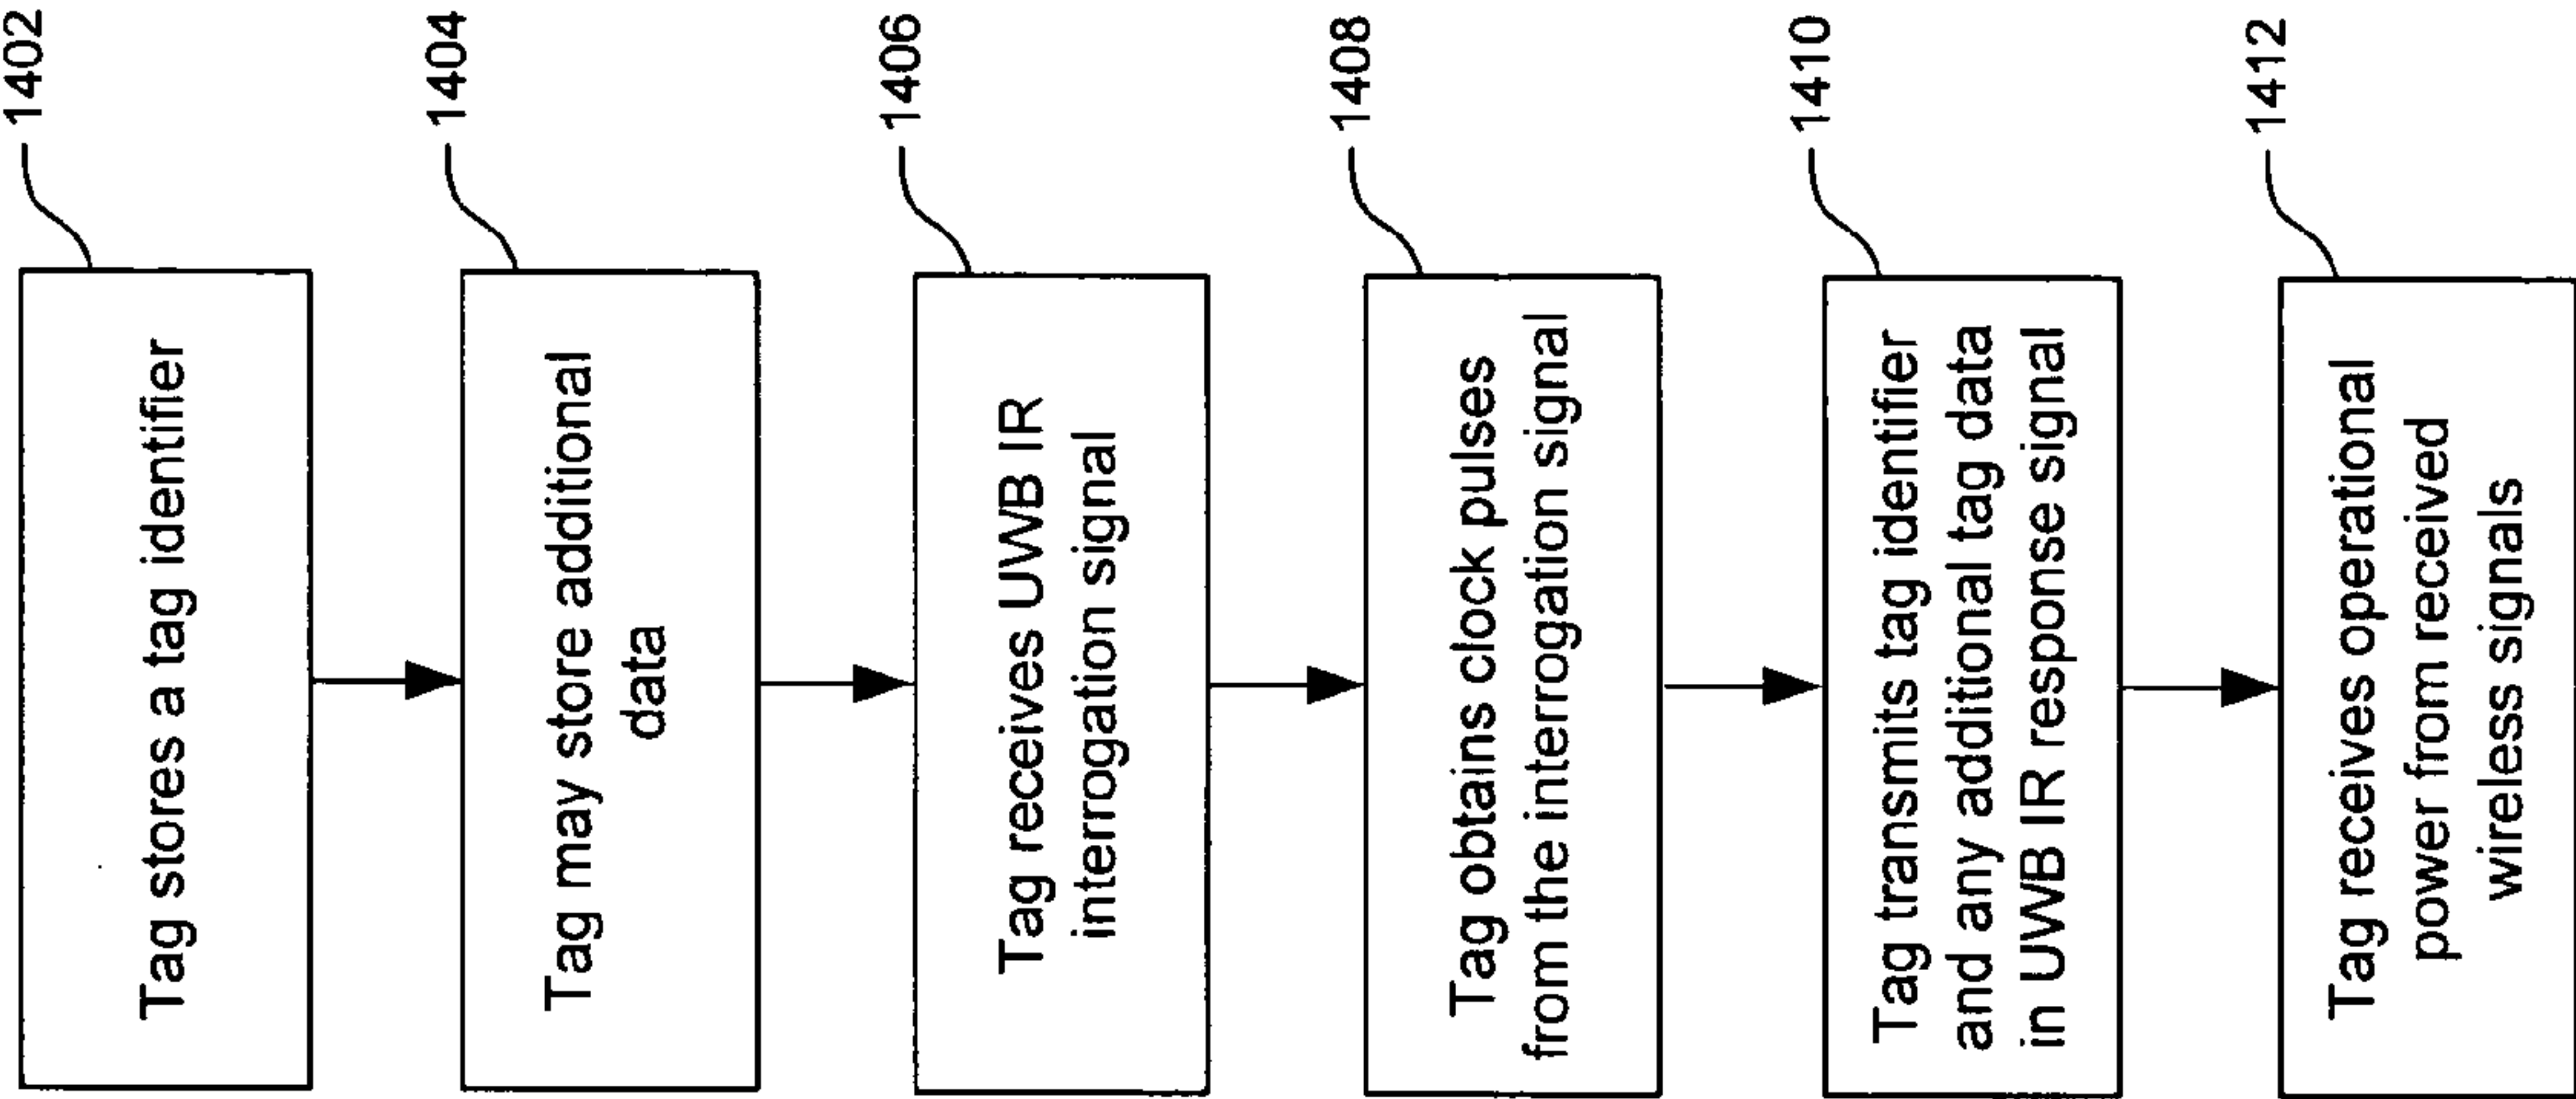 1402
Tag stores a tag identifier
1404
Tag may store additional
data
1406
Tag receives UWB IR
interrogation signal
1408
Tag obtains clock pulses
from the interrogation signal
1410
Tag transmits tag identifier
and any additional tag data
in UWB IR response signal
1412
Tag receives operational
power from received
wireless signals